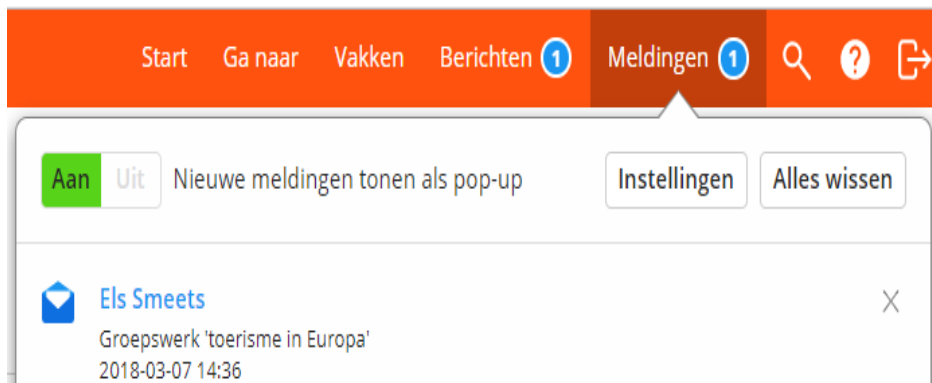 Start Ga naar Vakken Berichten 1 Meldingen 1 ?
Aan Uit Nieuwe meldingen tonen als pop-up Instellingen Alles wissen
Els Smeets
Groepswerk 'toerisme in Europa'
2018-03-07 14:36